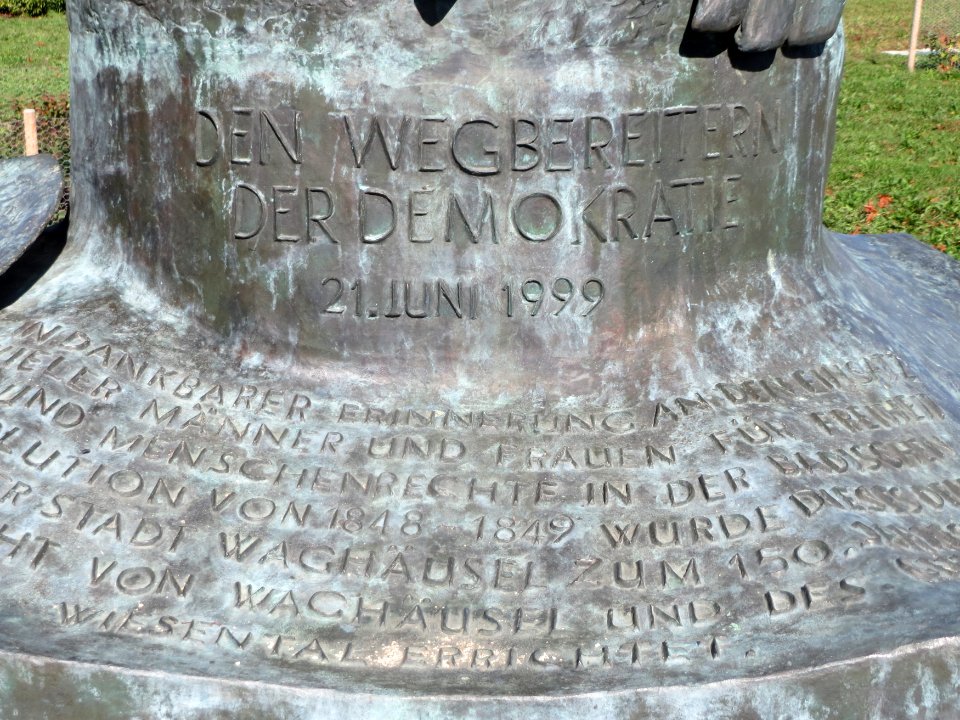 DEN WEGBEREITERN
DER DEMOKRATIE
21. JUNI 1999
IN DANKBARER ERINNERUNG AN DEN EINSATZ
VIELER MÄNNER UND FRAUEN FÜR FREIHEIT
UND MENSCHENRECHTE IN DER BADISCHEN
OLUTION VON 1848 - 1849 WURDE DIESES
R STADT WAGHÄUSEL ZUM 150.
HT VON WAGHÄUSEL UND DES
WIESENTAL ERRICHTET.